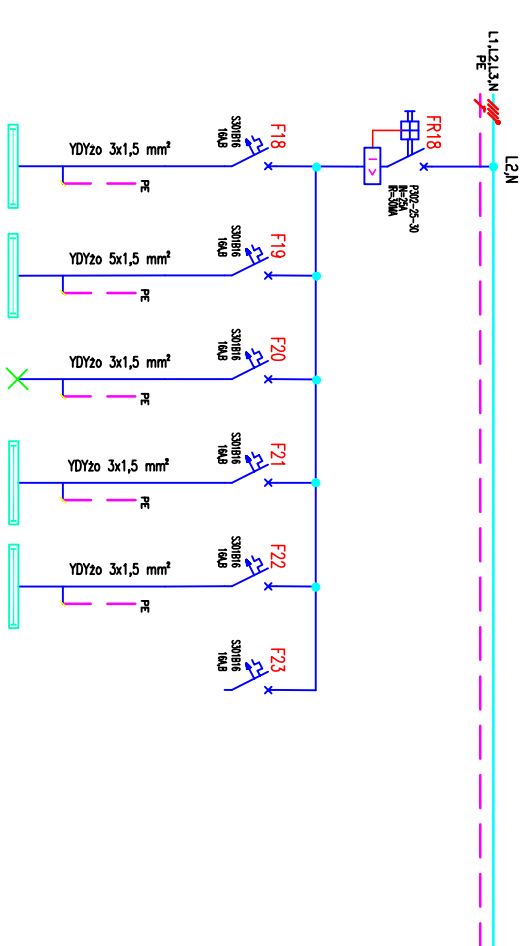 L1,L2,L3,N
PE
L2,N
FR18
P302-25-30
IN=25A
IR=30MA
I >
F18
S301B16
16A,B
YDYżo 3x1,5 mm²
PE
F19
S301B16
16A,B
YDYżo 5x1,5 mm²
PE
F20
S301B16
16A,B
YDYżo 3x1,5 mm²
PE
F21
S301B16
16A,B
YDYżo 3x1,5 mm²
PE
F22
S301B16
16A,B
YDYżo 3x1,5 mm²
PE
F23
S301B16
16A,B